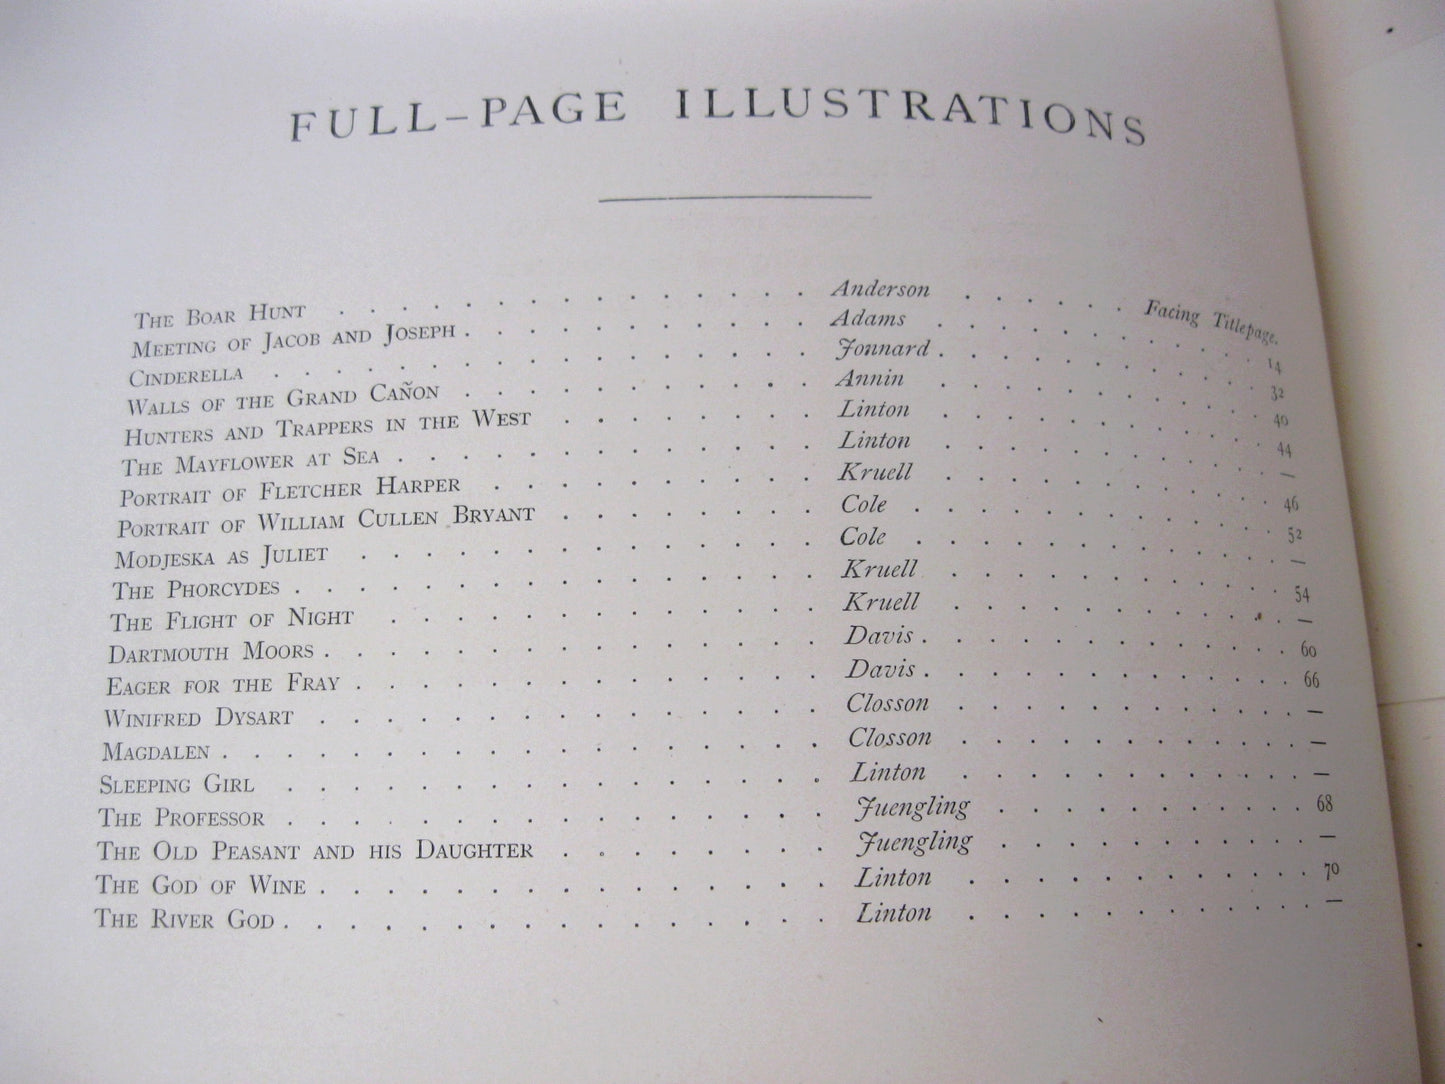 FULL-PAGE ILLUSTRATIONS
THE BOAR HUNT . . . . . . . . . . . . . . . Anderson . . . . . . Facing Titlepage.
MEETING OF JACOB AND JOSEPH . . . . . . . . . . . Adams . . . . . . . . . . 14
CINDERELLA . . . . . . . . . . . . . . . . . Jonnard . . . . . . . . . . 32
WALLS OF THE GRAND CAÑON . . . . . . . . . . . Annin . . . . . . . . . . 40
HUNTERS AND TRAPPERS IN THE WEST . . . . . . . . Linton . . . . . . . . . . 44
THE MAYFLOWER AT SEA . . . . . . . . . . . . . Linton . . . . . . . . . . —
PORTRAIT OF FLETCHER HARPER . . . . . . . . . . Kruell . . . . . . . . . . 46
PORTRAIT OF WILLIAM CULLEN BRYANT . . . . . . . . Cole . . . . . . . . . . . 52
MODJESKA AS JULIET . . . . . . . . . . . . . . Cole . . . . . . . . . . . —
THE PHORCYDES . . . . . . . . . . . . . . . . Kruell . . . . . . . . . . 54
THE FLIGHT OF NIGHT . . . . . . . . . . . . . Kruell . . . . . . . . . . —
DARTMOUTH MOORS . . . . . . . . . . . . . . . Davis . . . . . . . . . . . 60
EAGER FOR THE FRAY . . . . . . . . . . . . . . Davis . . . . . . . . . . . 66
WINIFRED DYSART . . . . . . . . . . . . . . . Closson . . . . . . . . . . —
MAGDALEN . . . . . . . . . . . . . . . . . . Closson . . . . . . . . . . —
SLEEPING GIRL . . . . . . . . . . . . . . . . Linton . . . . . . . . . . —
THE PROFESSOR . . . . . . . . . . . . . . . . Juengling . . . . . . . . . 68
THE OLD PEASANT AND HIS DAUGHTER . . . . . . . . Juengling . . . . . . . . . —
THE GOD OF WINE . . . . . . . . . . . . . . . Linton . . . . . . . . . . 70
THE RIVER GOD . . . . . . . . . . . . . . . . Linton . . . . . . . . . . —